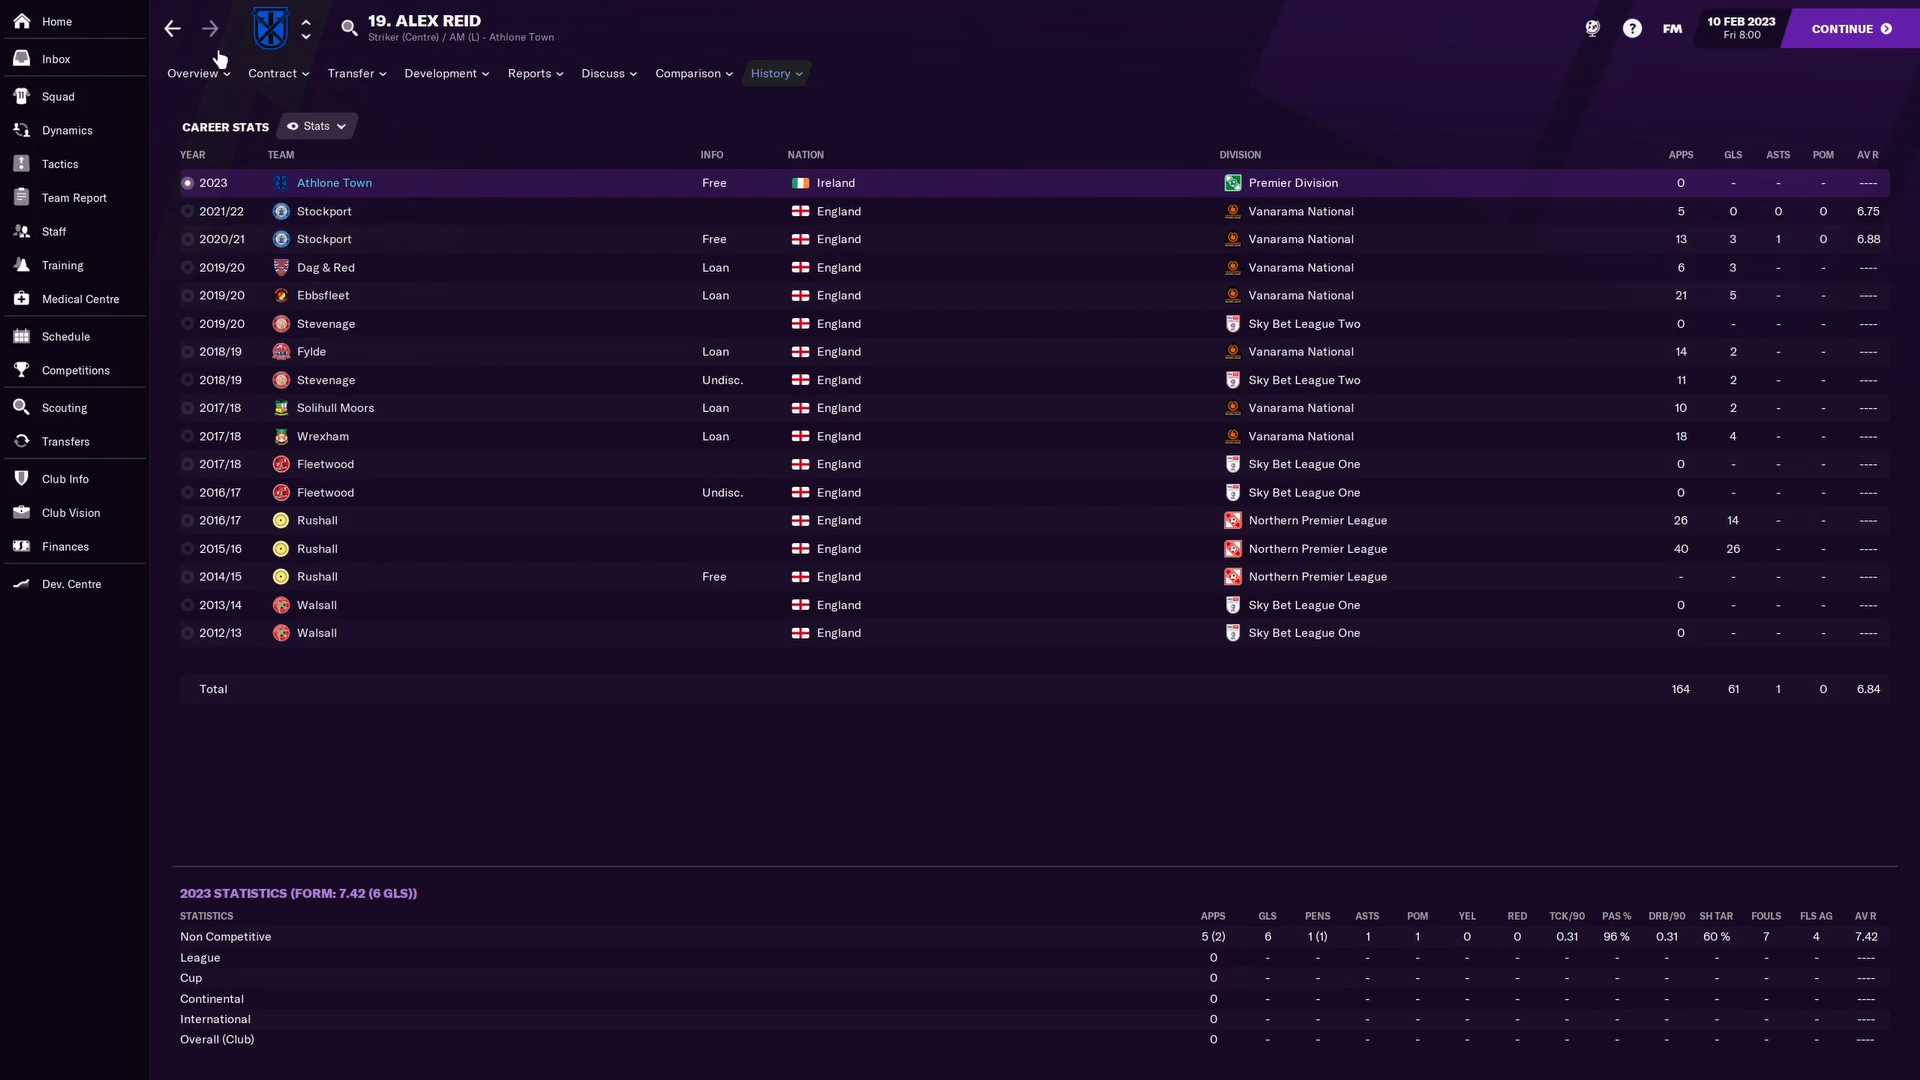 Home
Inbox
Squad
Dynamics
Tactics
Team Report
Staff
Training
Medical Centre
Schedule
Competitions
Scouting
Transfers
Club Info
Club Vision
Finances
Dev. Centre
19. ALEX REID
Striker (Centre) / AM (L) - Athlone Town
FM
10 FEB 2023
Fri 8:00
CONTINUE
Overview Contract Transfer Development Reports Discuss Comparison History
CAREER STATS Stats
YEAR TEAM INFO NATION DIVISION APPS GLS ASTS POM AV R
2023 Athlone Town Free Ireland Premier Division 0 - - - ----
2021/22 Stockport England Vanarama National 5 0 0 0 6.75
2020/21 Stockport Free England Vanarama National 13 3 1 0 6.88
2019/20 Dag & Red Loan England Vanarama National 6 3 - - ----
2019/20 Ebbsfleet Loan England Vanarama National 21 5 - - ----
2019/20 Stevenage England Sky Bet League Two 0 - - - ----
2018/19 Fylde Loan England Vanarama National 14 2 - - ----
2018/19 Stevenage Undisc. England Sky Bet League Two 11 2 - - ----
2017/18 Solihull Moors Loan England Vanarama National 10 2 - - ----
2017/18 Wrexham Loan England Vanarama National 18 4 - - ----
2017/18 Fleetwood England Sky Bet League One 0 - - - ----
2016/17 Fleetwood Undisc. England Sky Bet League One 0 - - - ----
2016/17 Rushall England Northern Premier League 26 14 - - ----
2015/16 Rushall England Northern Premier League 40 26 - - ----
2014/15 Rushall Free England Northern Premier League - - - - ----
2013/14 Walsall England Sky Bet League One 0 - - - ----
2012/13 Walsall England Sky Bet League One 0 - - - ----
Total 164 61 1 0 6.84
2023 STATISTICS (FORM: 7.42 (6 GLS))
STATISTICS APPS GLS PENS ASTS POM YEL RED TCK/90 PAS % DRB/90 SH TAR FOULS FLS AG AV R
Non Competitive 5 (2) 6 1 (1) 1 1 0 0 0.31 96 % 0.31 60 % 7 4 7.42
League 0 - - - - - - - - - - - - ----
Cup 0 - - - - - - - - - - - - ----
Continental 0 - - - - - - - - - - - - ----
International 0 - - - - - - - - - - - - ----
Overall (Club) 0 - - - - - - - - - - - - ----